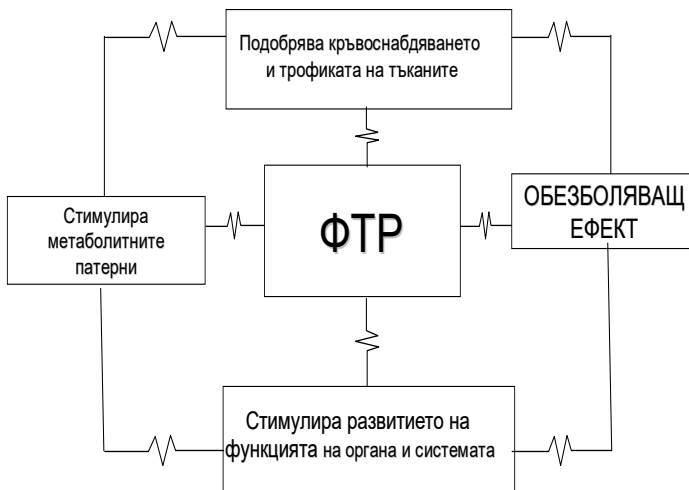 Подобрява кръвоснабдяването
и трофиката на тъканите
Стимулира
метаболитните
патерни
ФТР
ОБЕЗБОЛЯВАЩ
ЕФЕКТ
Стимулира развитието на
функцията на органа и системата